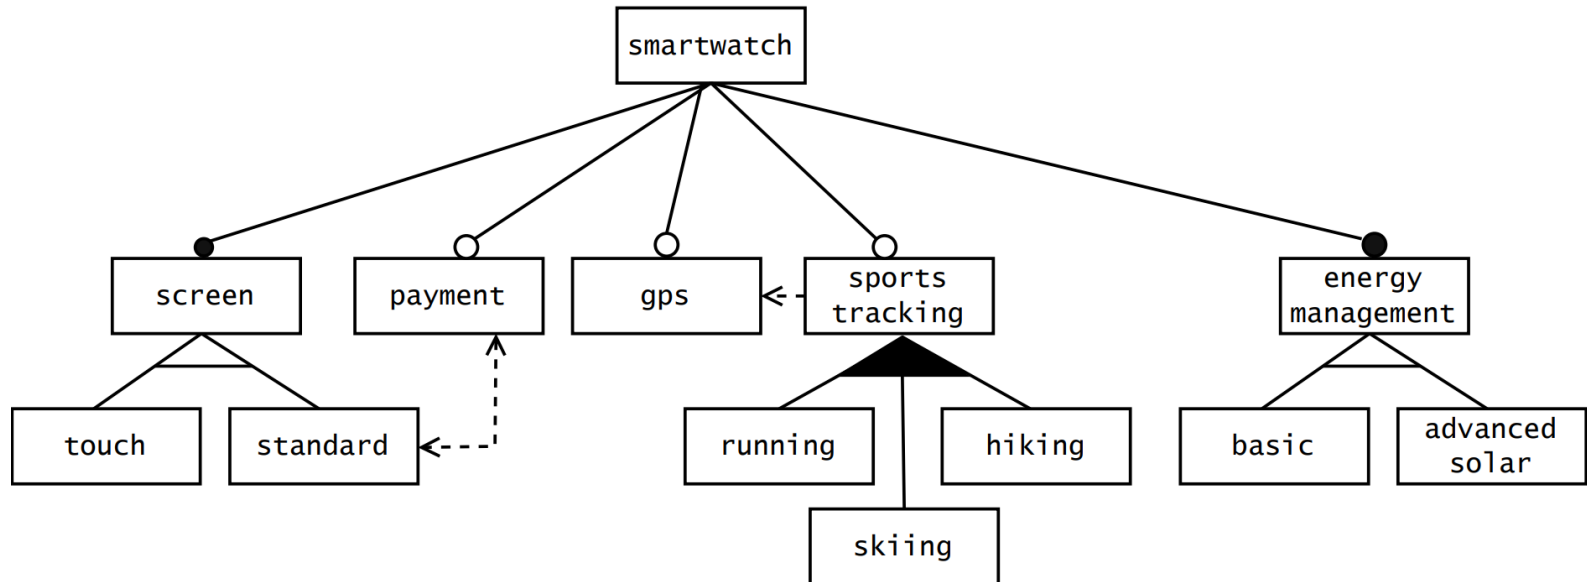 smartwatch
screen
payment
gps
sports
tracking
energy
management
touch
standard
running
hiking
basic
advanced
solar
skiing